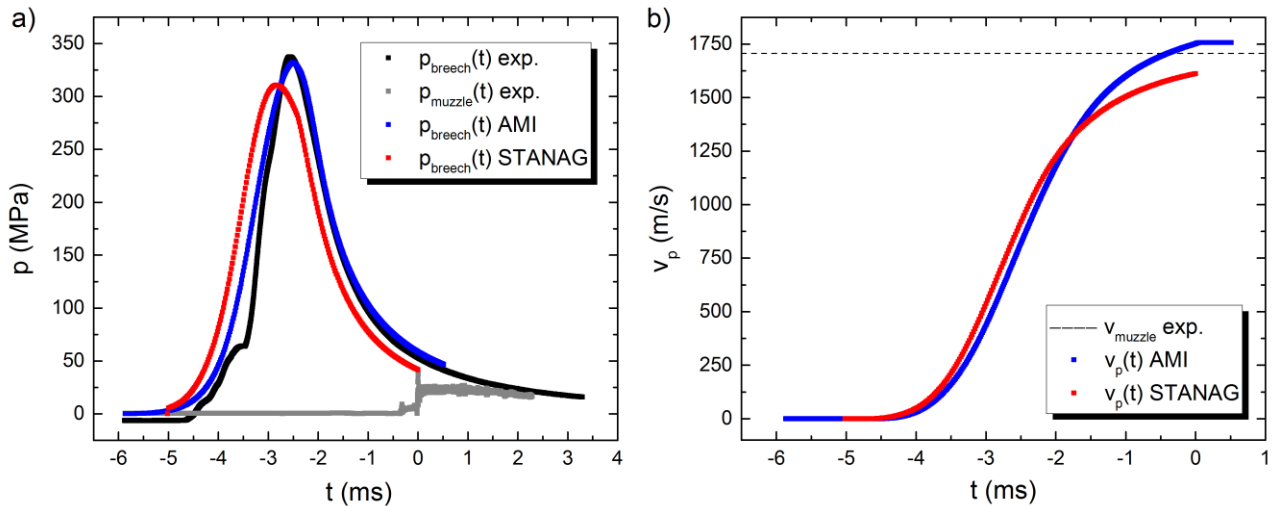 a)
350
300
250
200
150
100
50
0
p (MPa)
p_breech(t) exp.
p_muzzle(t) exp.
p_breech(t) AMI
p_breech(t) STANAG
-6 -5 -4 -3 -2 -1 0 1 2 3 4
t (ms)
b)
1750
1500
1250
1000
750
500
250
0
v_p (m/s)
v_muzzle exp.
v_p(t) AMI
v_p(t) STANAG
-6 -5 -4 -3 -2 -1 0 1
t (ms)